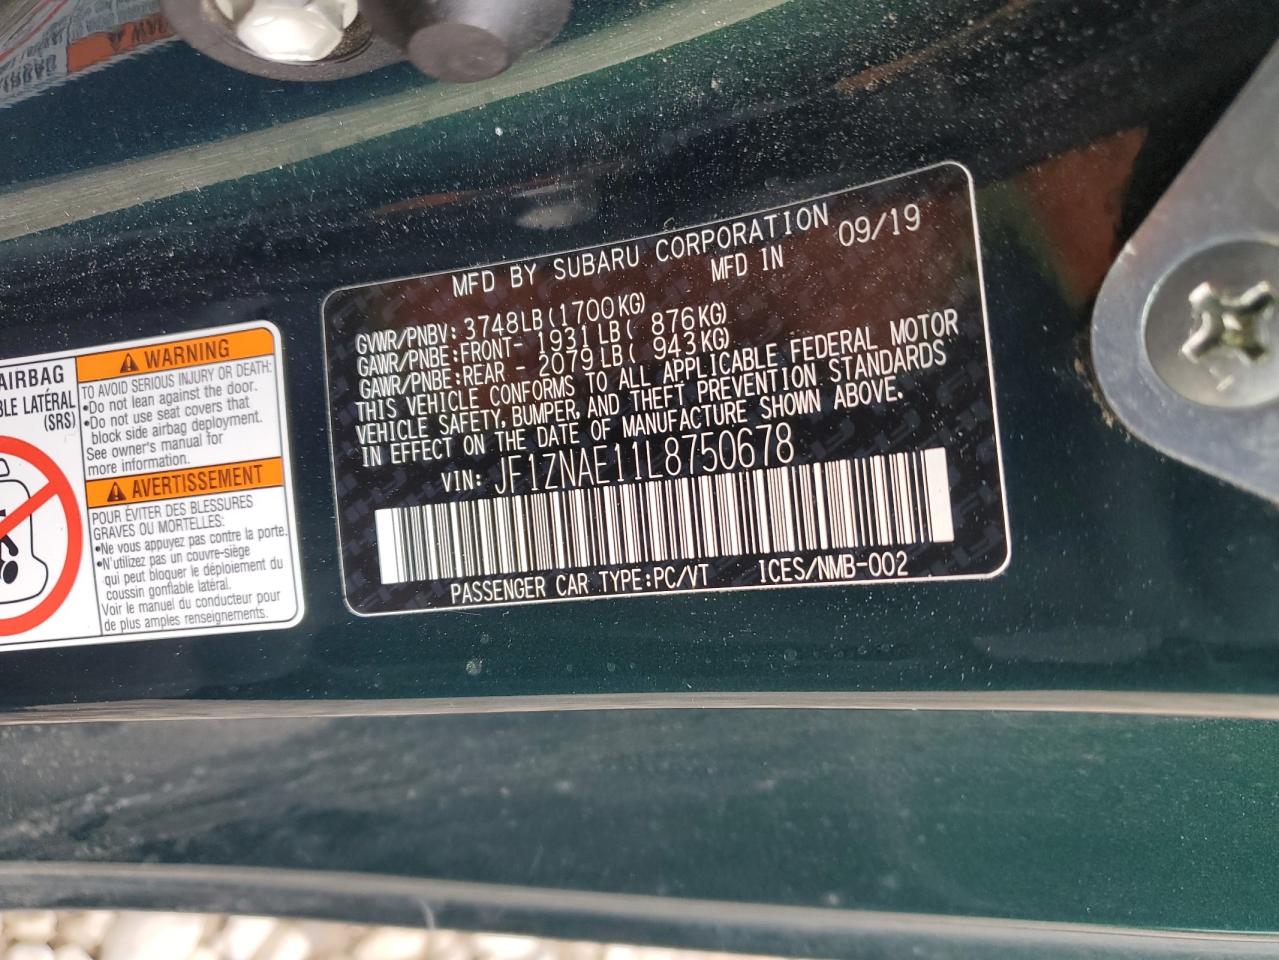 MFD BY SUBARU CORPORATION
MFD IN 09/19
GVWR/PNBV: 3748LB(1700KG)
GAWR/PNBE:FRONT- 1931LB( 876KG)
GAWR/PNBE:REAR - 2079LB( 943KG)
THIS VEHICLE CONFORMS TO ALL APPLICABLE FEDERAL MOTOR
VEHICLE SAFETY, BUMPER, AND THEFT PREVENTION STANDARDS
IN EFFECT ON THE DATE OF MANUFACTURE SHOWN ABOVE.
VIN: JF1ZNAE11L8750678
PASSENGER CAR TYPE:PC/VT ICES/NMB-002
AIRBAG
LATÉRAL
(SRS)
WARNING
TO AVOID SERIOUS INJURY OR DEATH:
•Do not lean against the door.
•Do not use seat covers that
block side airbag deployment.
See owner's manual for
more information.
AVERTISSEMENT
POUR ÉVITER DES BLESSURES
GRAVES OU MORTELLES:
•Ne vous appuyez pas contre la porte.
•N'utilizez pas un couvre-siège
qui peut bloquer le déploiement du
coussin gonflable latéral.
Voir le manuel du conducteur pour
de plus amples renseignements.